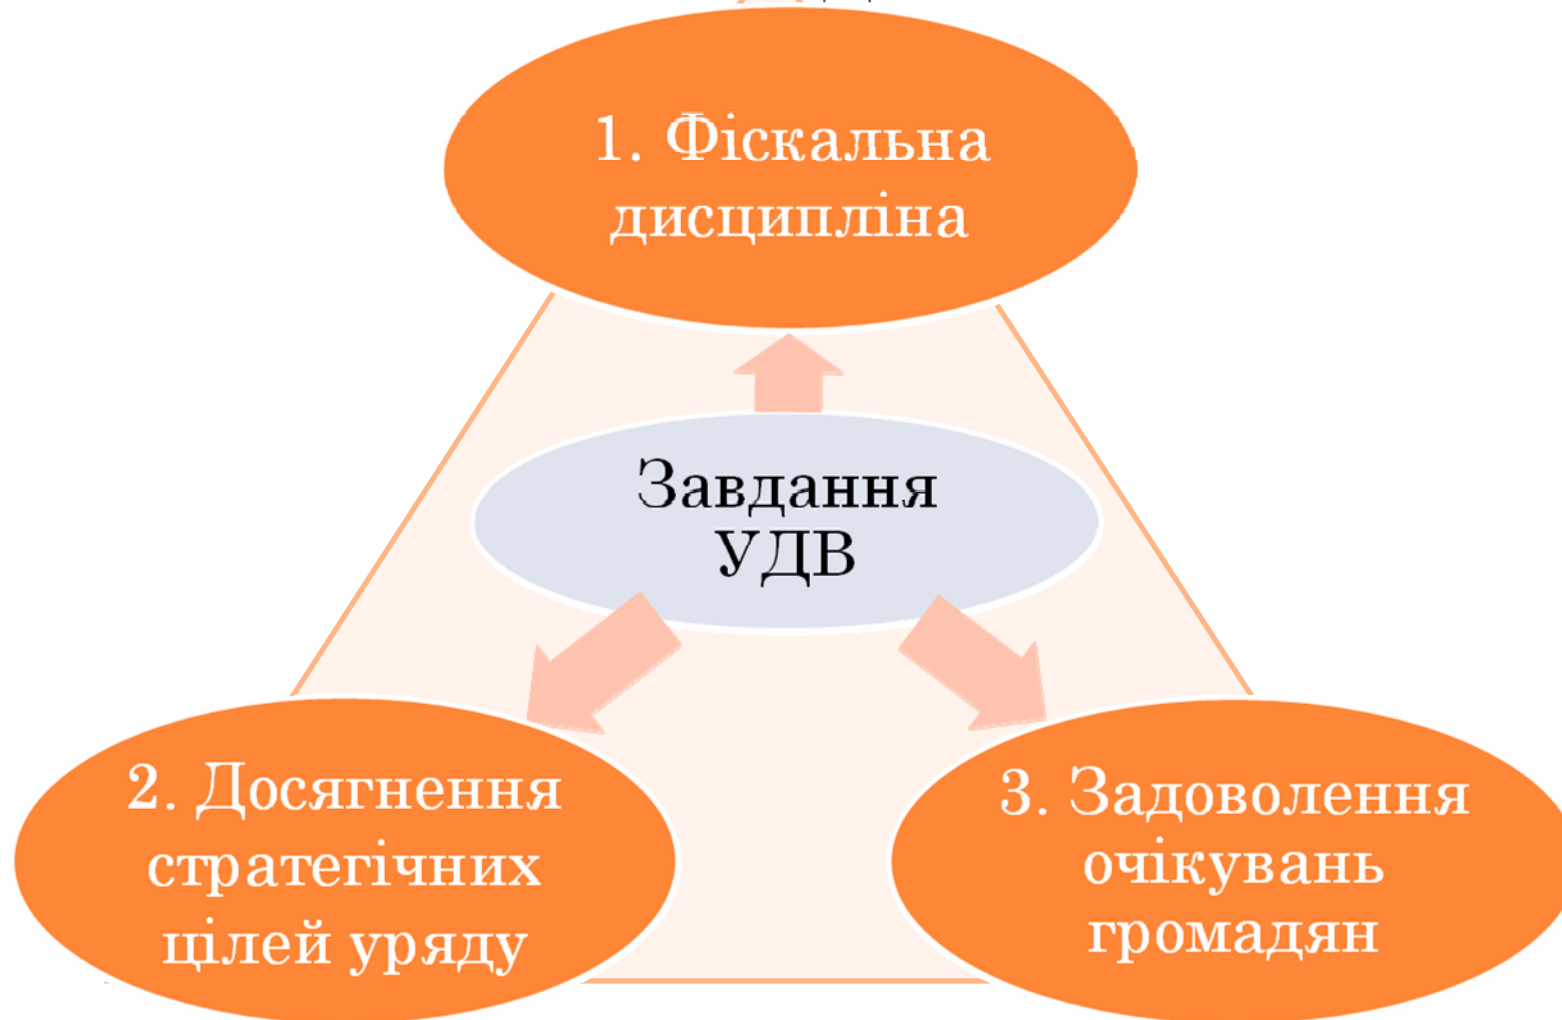 1. Фіскальна
дисципліна
Завдання
УДВ
2. Досягнення
стратегічних
цілей уряду
3. Задоволення
очікувань
громадян